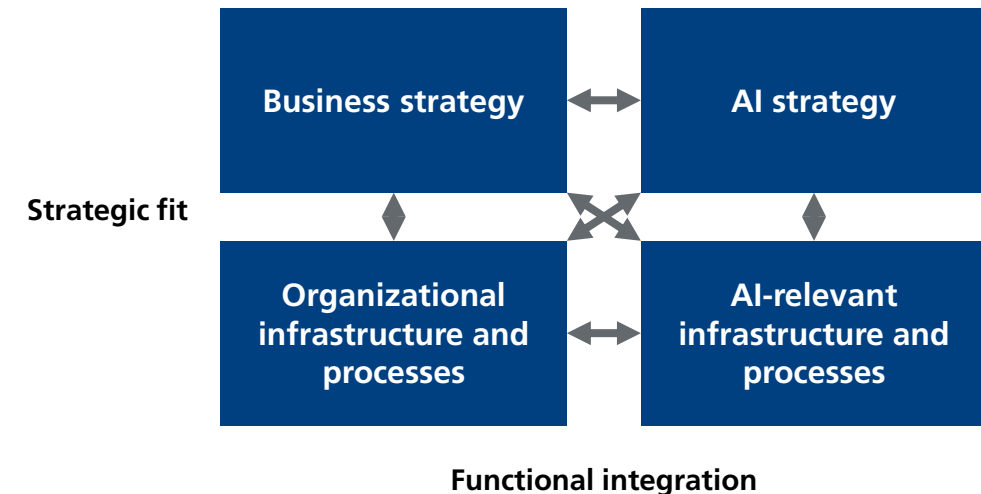 Business strategy
AI strategy
Strategic fit
Organizational
infrastructure and
processes
AI-relevant
infrastructure and
processes
Functional integration